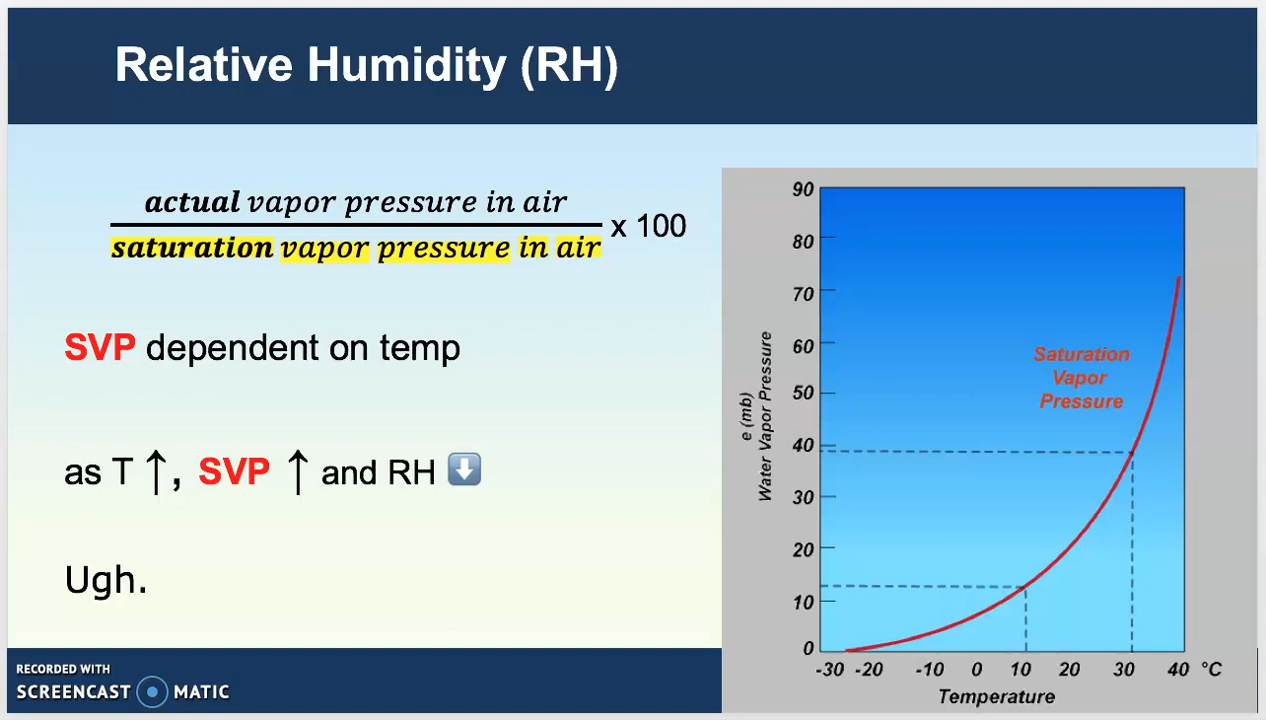 Relative Humidity (RH)
actual vapor pressure in air
saturation vapor pressure in air
x 100
SVP dependent on temp
as T ↑, SVP ↑ and RH ⬇
Ugh.
90
80
70
60
50
40
30
20
10
0
e (mb)
Water Vapor Pressure
Saturation
Vapor
Pressure
-30 -20 -10 0 10 20 30 40 °C
Temperature
RECORDED WITH
SCREENCAST MATIC